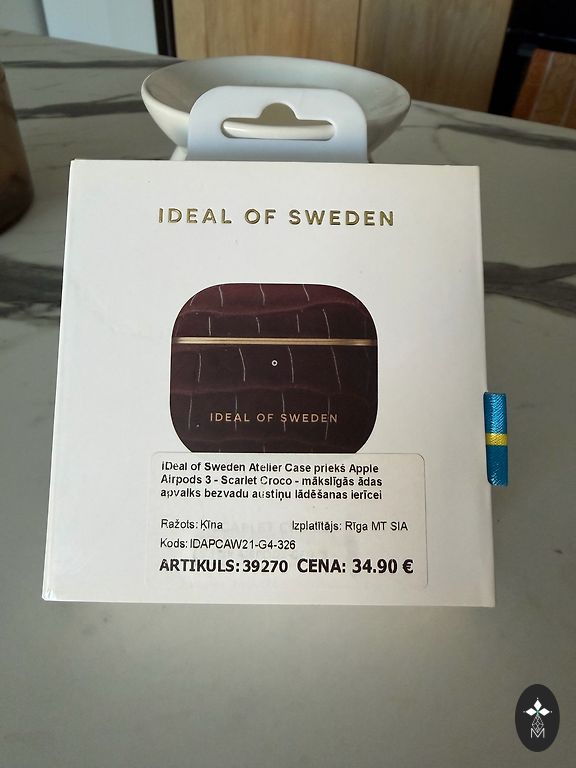 IDEAL OF SWEDEN
IDEAL OF SWEDEN
iDeal of Sweden Atelier Case priekš Apple
Airpods 3 - Scarlet Croco - mākslīgās ādas
apvalks bezvadu austiņu lādēšanas ierīcei
Ražots: Ķīna Izplatītājs: Rīga MT SIA
Kods: IDAPCAW21-G4-326
ARTIKULS: 39270 CENA: 34.90 €
M